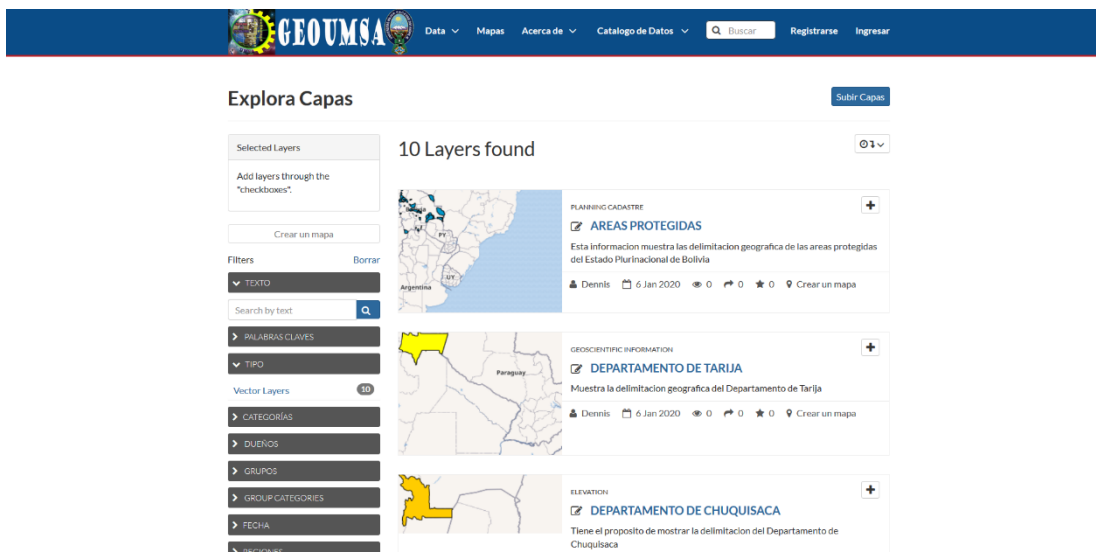 GEOUMSA
Data Mapas Acerca de Catalogo de Datos Buscar Registrarse Ingresar
Explora Capas
Subir Capas
Selected Layers
Add layers through the
"checkboxes".
Crear un mapa
Filters Borrar
TEXTO
Search by text
PALABRAS CLAVES
TIPO
Vector Layers 10
CATEGORÍAS
DUEÑOS
GRUPOS
GROUP CATEGORIES
FECHA
REGIONES
10 Layers found
PY
UY
Argentina
PLANNING CADASTRE
AREAS PROTEGIDAS
Esta informacion muestra las delimitacion geografica de las areas protegidas
del Estado Plurinacional de Bolivia
Dennis 6 Jan 2020 0 0 0 Crear un mapa
Paraguay
GEOSCIENTIFIC INFORMATION
DEPARTAMENTO DE TARIJA
Muestra la delimitacion geografica del Departamento de Tarija
Dennis 6 Jan 2020 0 0 0 Crear un mapa
ELEVATION
DEPARTAMENTO DE CHUQUISACA
Tiene el proposito de mostrar la delimitacion del Departamento de
Chuquisaca